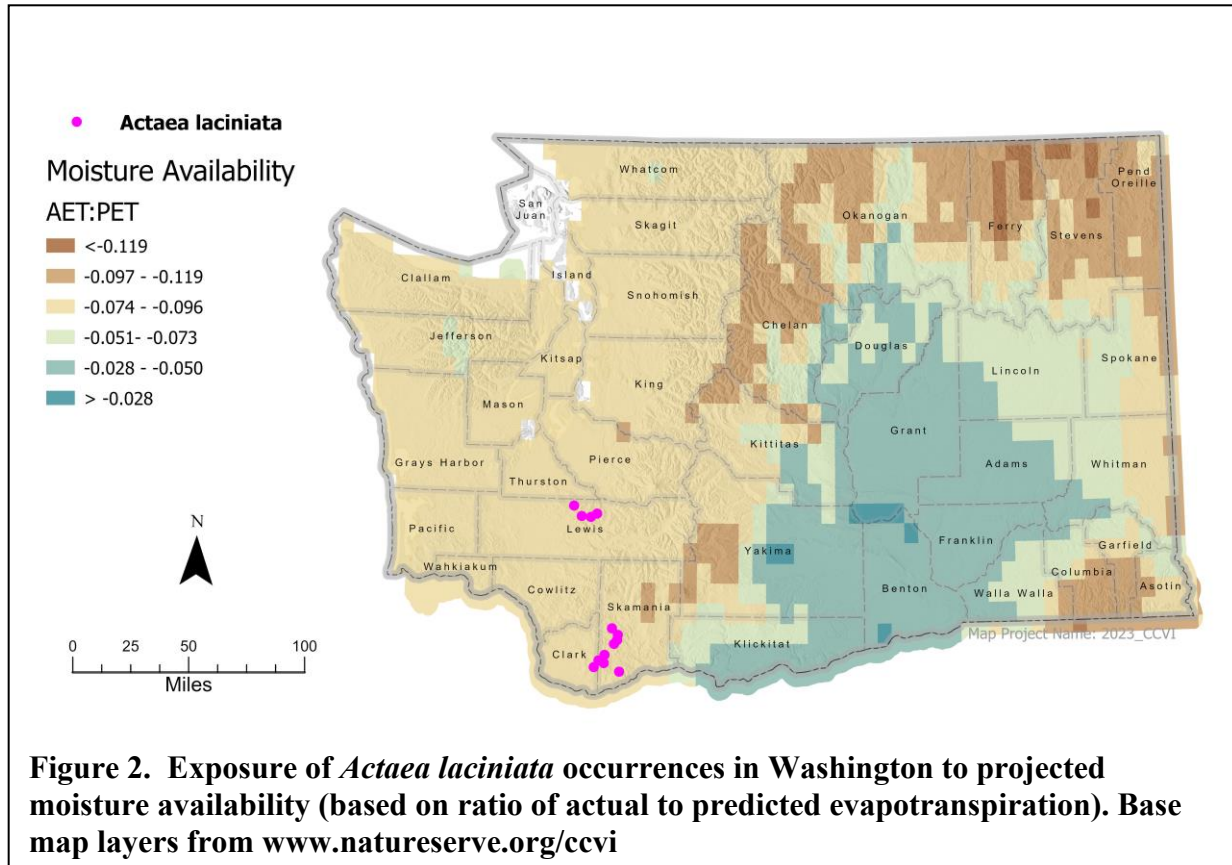 Actaea laciniata
Moisture Availability
AET:PET
<-0.119
-0.097 - -0.119
-0.074 - -0.096
-0.051- -0.073
-0.028 - -0.050
> -0.028
N
0 50 100
Miles
Whatcom
San
Juan
Skagit
Island
Clallam
Snohomish
Jefferson
Kitsap
King
Mason
Grays Harbor
Pierce
Thurston
Pacific
Lewis
Wahkiakum
Cowlitz
Skamania
Clark
Okanogan
Ferry
Stevens
Pend
Oreille
Chelan
Douglas
Lincoln
Spokane
Kittitas
Grant
Adams
Whitman
Yakima
Franklin
Garfield
Columbia
Asotin
Benton
Walla Walla
Klickitat
Map Project Name: 2023_CCVI
Figure 2. Exposure of Actaea laciniata occurrences in Washington to projected
moisture availability (based on ratio of actual to predicted evapotranspiration). Base
map layers from www.natureserve.org/ccvi